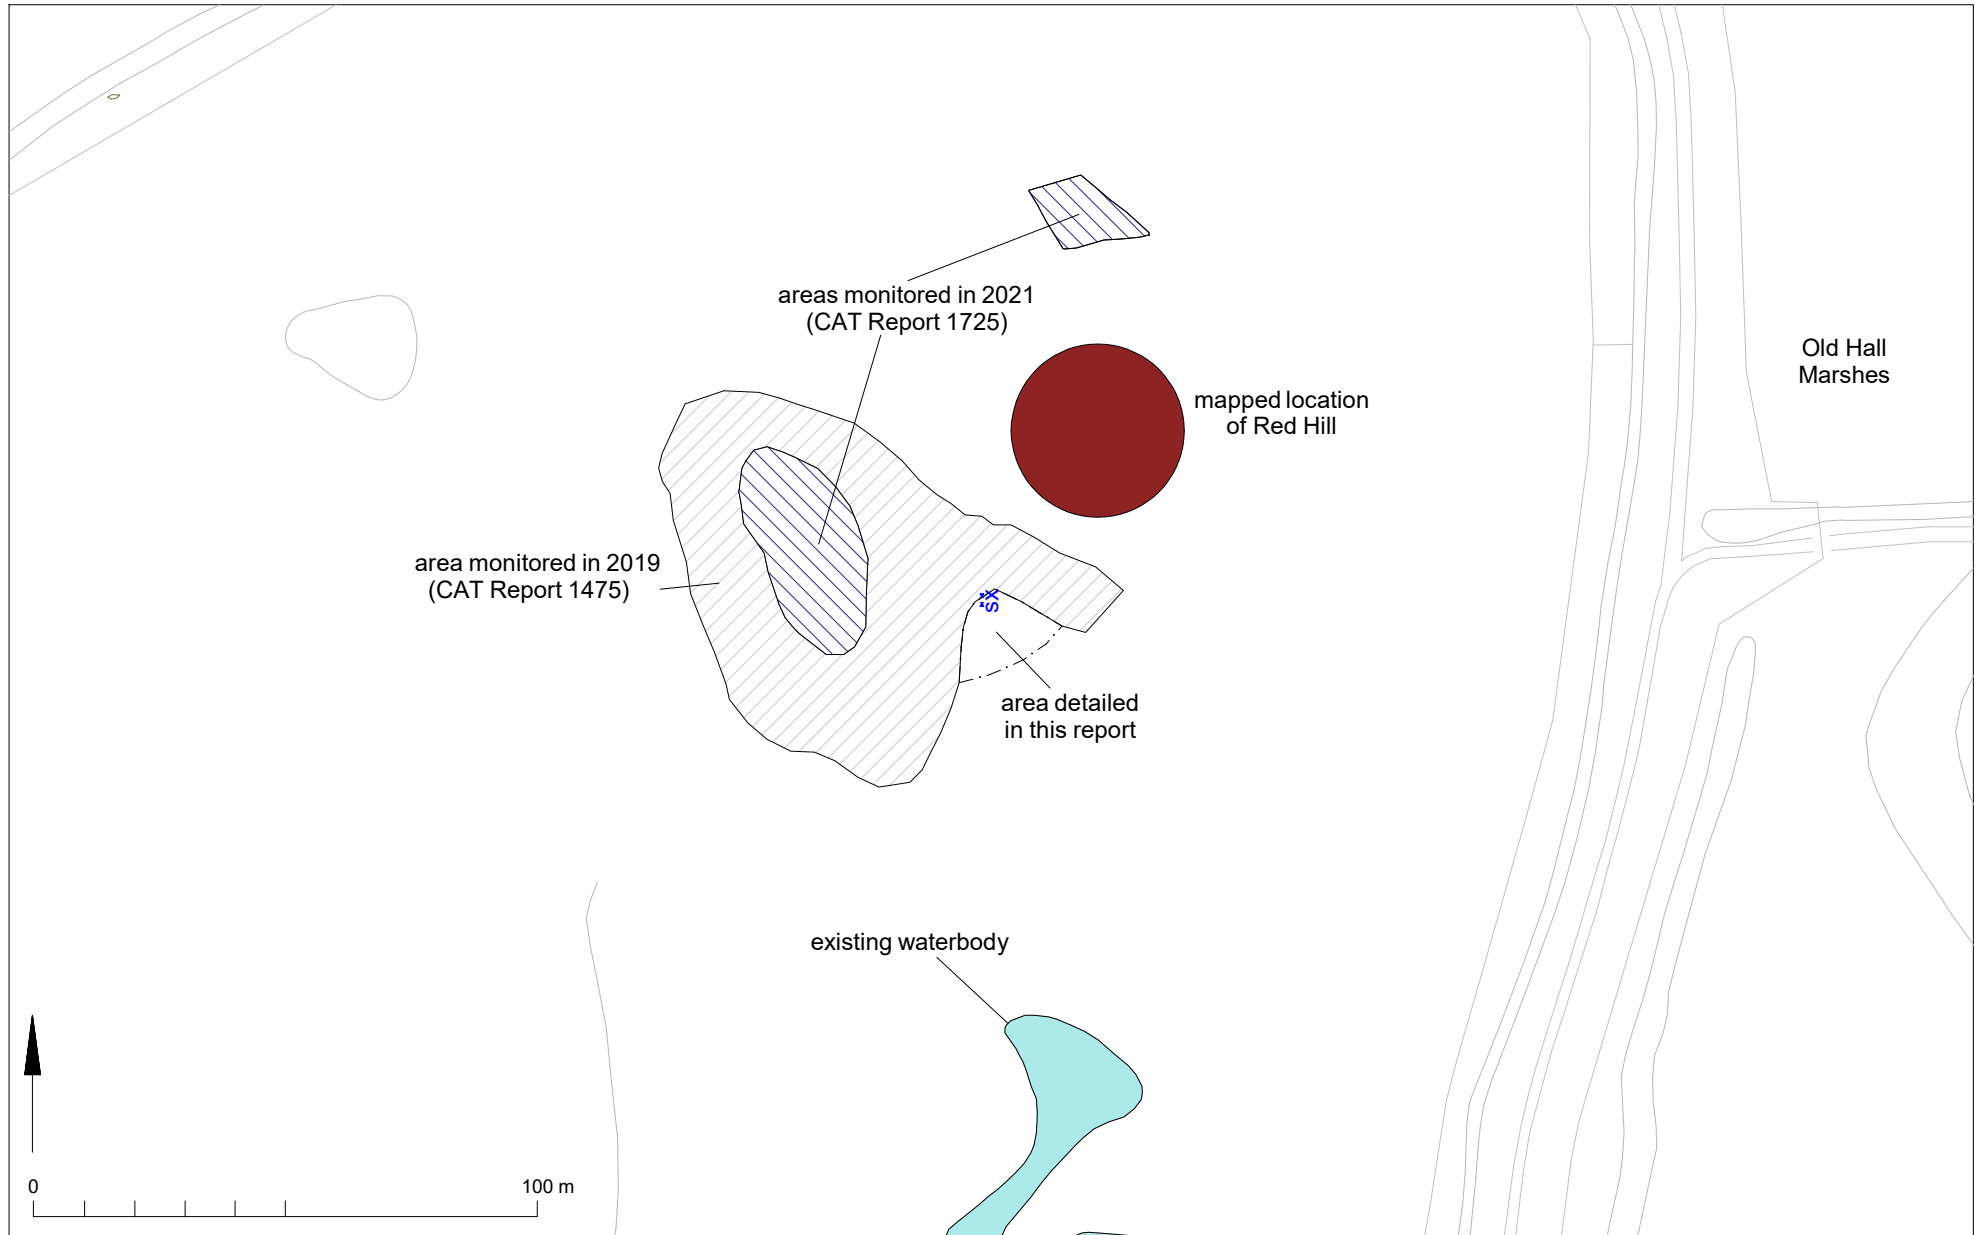 areas monitored in 2021
(CAT Report 1725)
Old Hall
Marshes
mapped location
of Red Hill
area monitored in 2019
(CAT Report 1475)
area detailed
in this report
existing waterbody
0
100 m